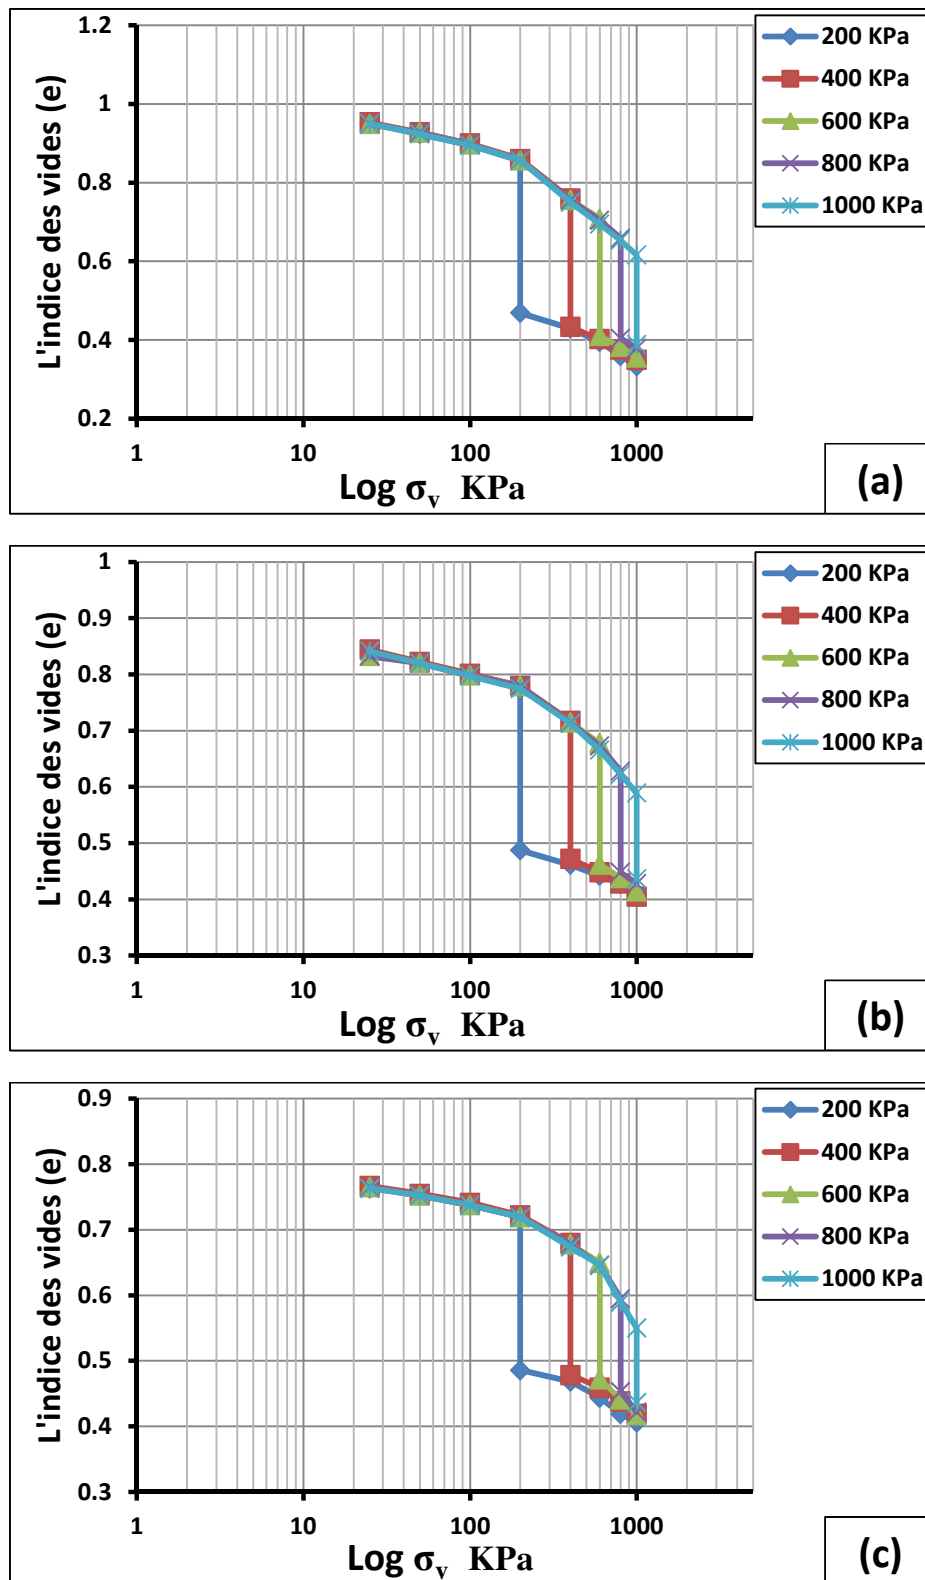 1.2
1
0.8
0.6
0.4
0.2
L'indice des vides (e)
1 10 100 1000
Log σv KPa
200 KPa
400 KPa
600 KPa
800 KPa
1000 KPa
(a)
1
0.9
0.8
0.7
0.6
0.5
0.4
0.3
L'indice des vides (e)
1 10 100 1000
Log σv KPa
200 KPa
400 KPa
600 KPa
800 KPa
1000 KPa
(b)
0.9
0.8
0.7
0.6
0.5
0.4
0.3
L'indice des vides (e)
1 10 100 1000
Log σv KPa
200 KPa
400 KPa
600 KPa
800 KPa
1000 KPa
(c)